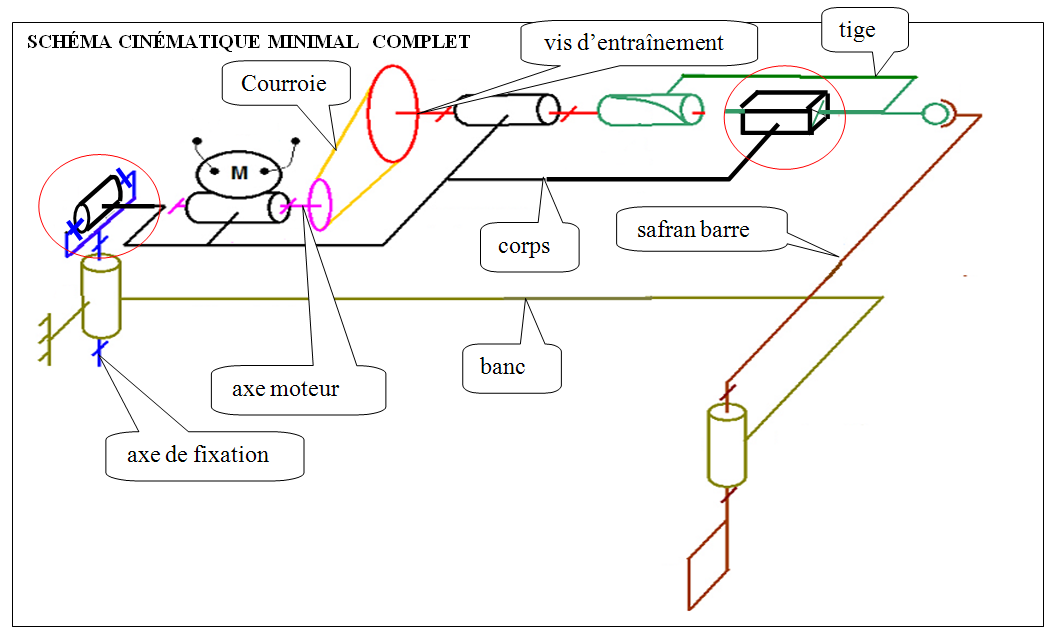 SCHÉMA CINÉMATIQUE MINIMAL COMPLET
vis d’entraînement
tige
Courroie
M
safran barre
corps
banc
axe moteur
axe de fixation